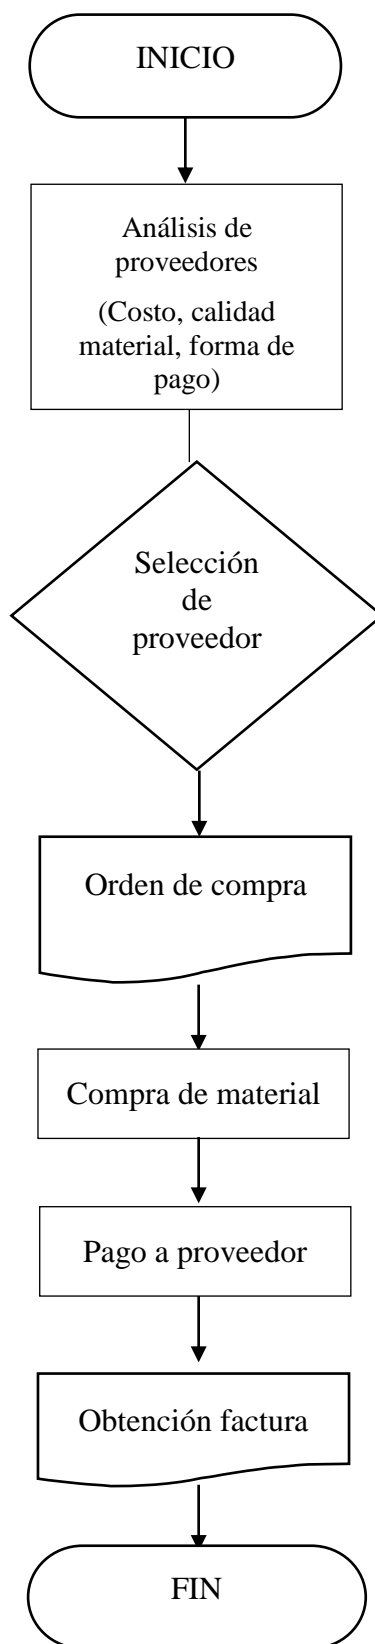 INICIO
Análisis de
proveedores
(Costo, calidad
material, forma de
pago)
Selección
de
proveedor
Orden de compra
Compra de material
Pago a proveedor
Obtención factura
FIN